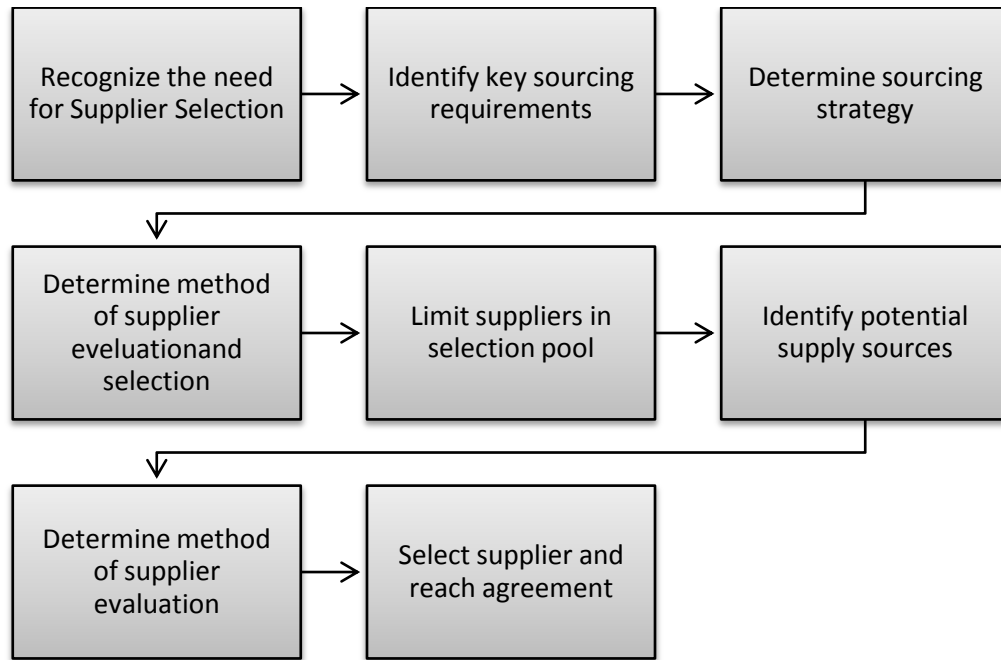 Recognize the need
for Supplier Selection
Identify key sourcing
requirements
Determine sourcing
strategy
Determine method
of supplier
eveluationand
selection
Limit suppliers in
selection pool
Identify potential
supply sources
Determine method
of supplier
evaluation
Select supplier and
reach agreement